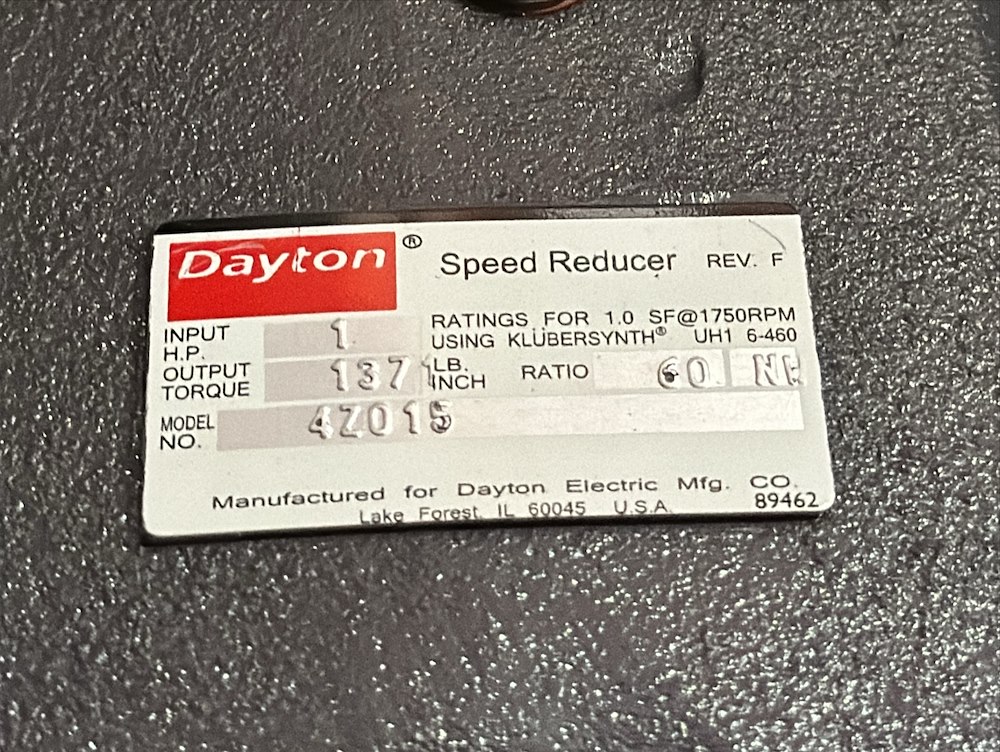 Dayton® Speed Reducer REV. F
RATINGS FOR 1.0 SF@1750RPM
USING KLÜBERSYNTH® UH1 6-460
INPUT H.P. 1
OUTPUT TORQUE 1371 LB. INCH RATIO 60
MODEL NO. 4Z015
Manufactured for Dayton Electric Mfg. CO.
Lake Forest, IL 60045 U.S.A. 89462